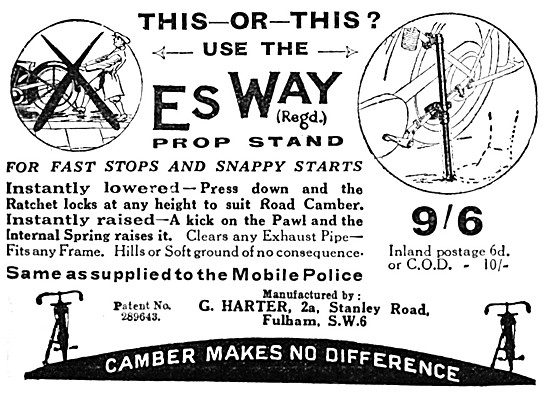 THIS—OR—THIS?
USE THE
ES WAY
(Regd.)
PROP STAND
FOR FAST STOPS AND SNAPPY STARTS
Instantly lowered—Press down and the
Ratchet locks at any height to suit Road Camber.
Instantly raised—A kick on the Pawl and the
Internal Spring raises it. Clears any Exhaust Pipe—
Fits any Frame. Hills or Soft ground of no consequence.
Same as supplied to the Mobile Police
9/6
Inland postage 6d.
or C.O.D. - 10/-
Patent No.
289643.
Manufactured by:
G. HARTER, 2a, Stanley Road,
Fulham, S.W.6
CAMBER MAKES NO DIFFERENCE